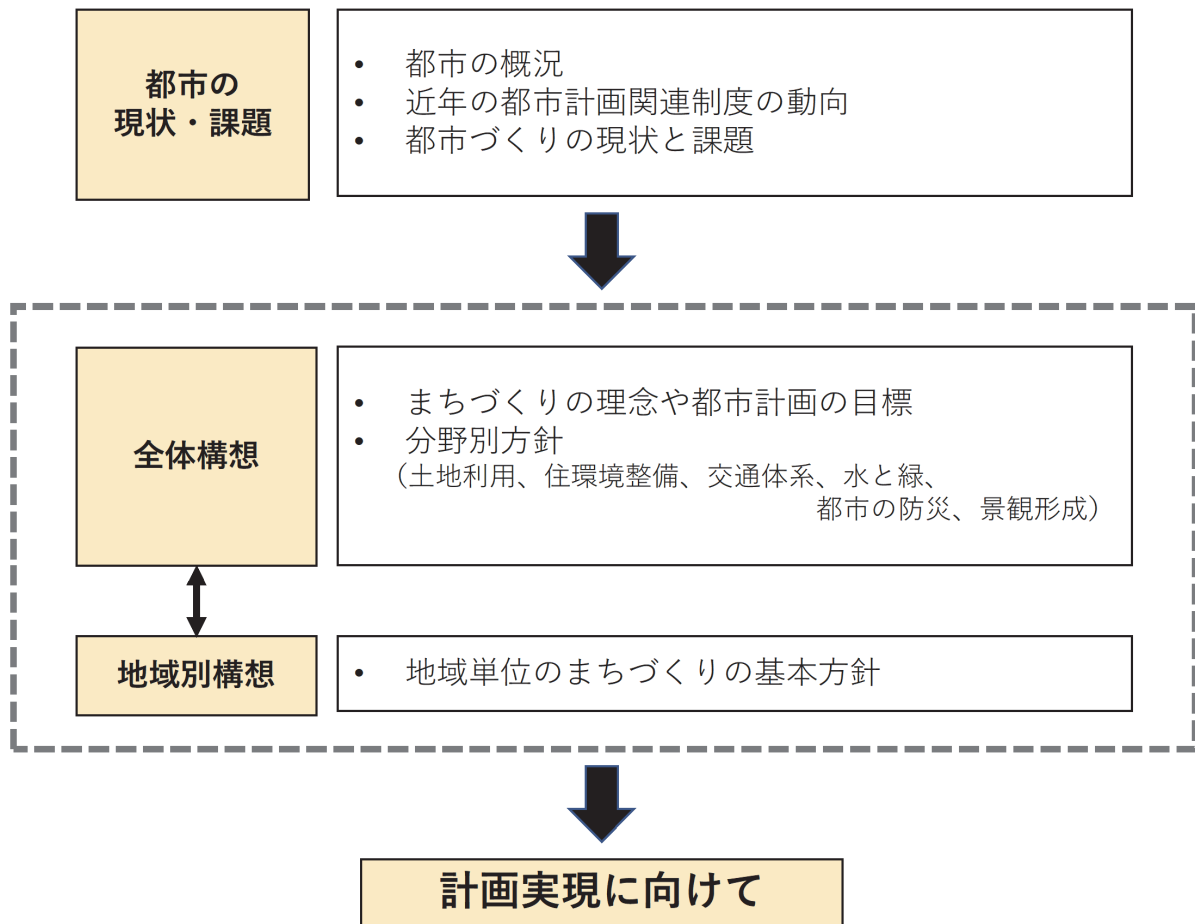 都市の
現状・課題
• 都市の概況
• 近年の都市計画関連制度の動向
• 都市づくりの現状と課題
全体構想
• まちづくりの理念や都市計画の目標
• 分野別方針
（土地利用、住環境整備、交通体系、水と緑、
都市の防災、景観形成）
地域別構想
• 地域単位のまちづくりの基本方針
計画実現に向けて